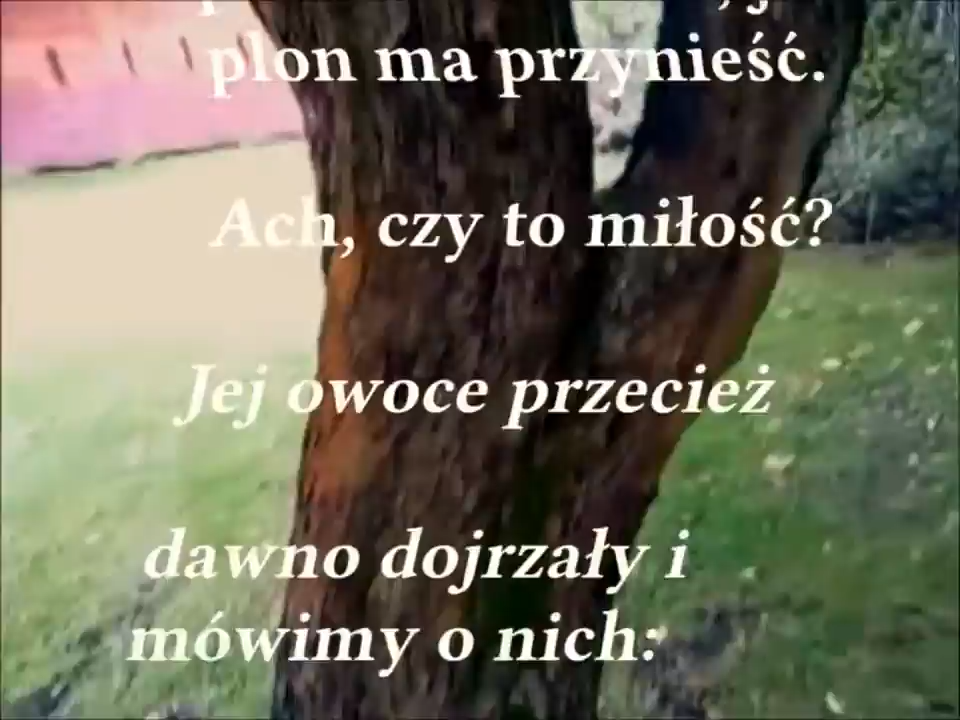 plon ma przynieść.
Ach, czy to miłość?
Jej owoce przecież
dawno dojrzały i
mówimy o nich: